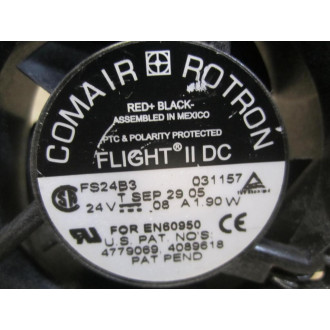 COMAIR ROTRON
RED+ BLACK-
ASSEMBLED IN MEXICO
PTC & POLARITY PROTECTED
FLIGHT® II DC
FS24B3 031157
T SEP 29 05
24V .08 A 1.90W
FOR EN60950
U.S. PAT NO'S
4779069, 4089618
PAT PEND